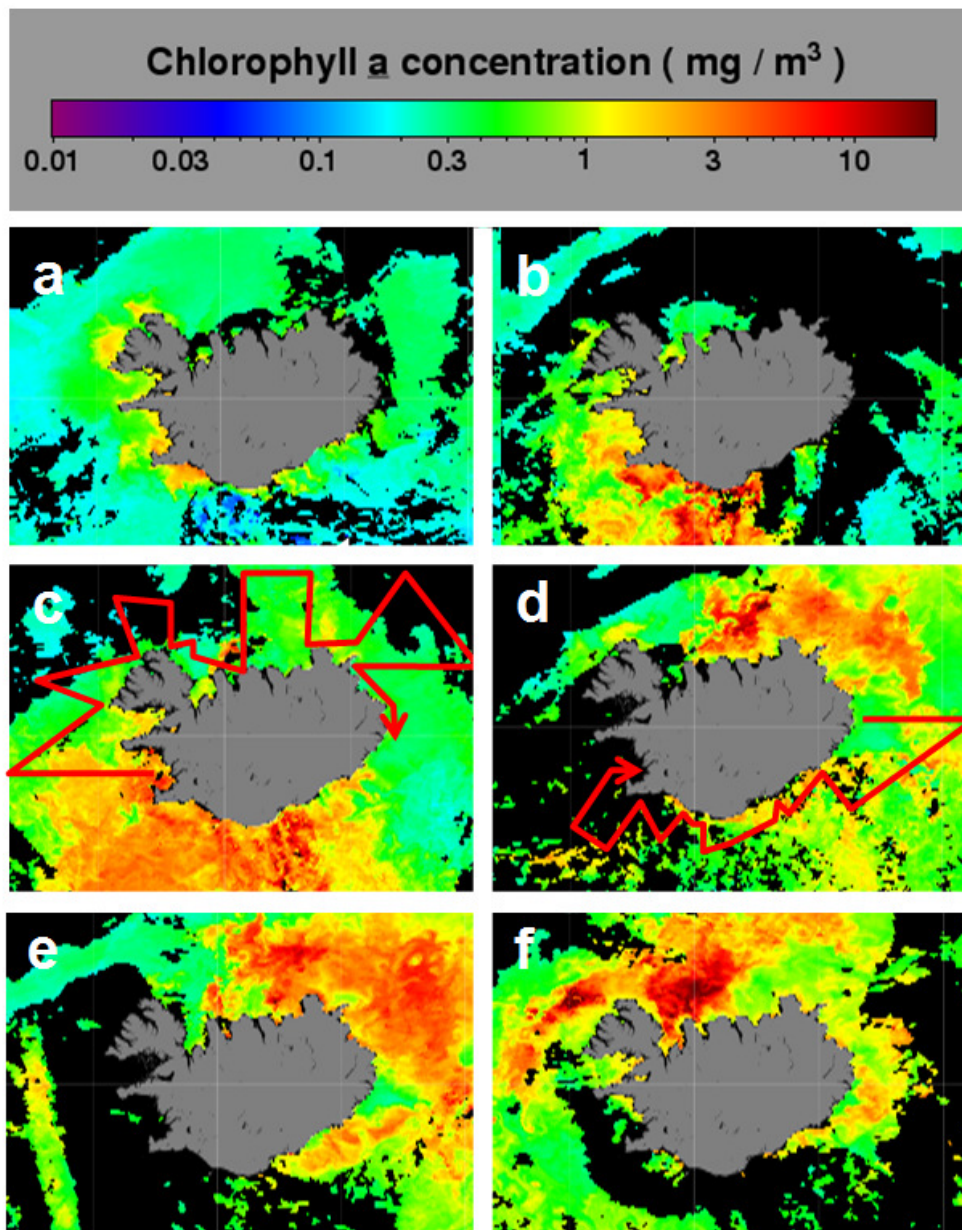 Chlorophyll a concentration ( mg / m³ )
0.01 0.03 0.1 0.3 1 3 10
a b
c d
e f